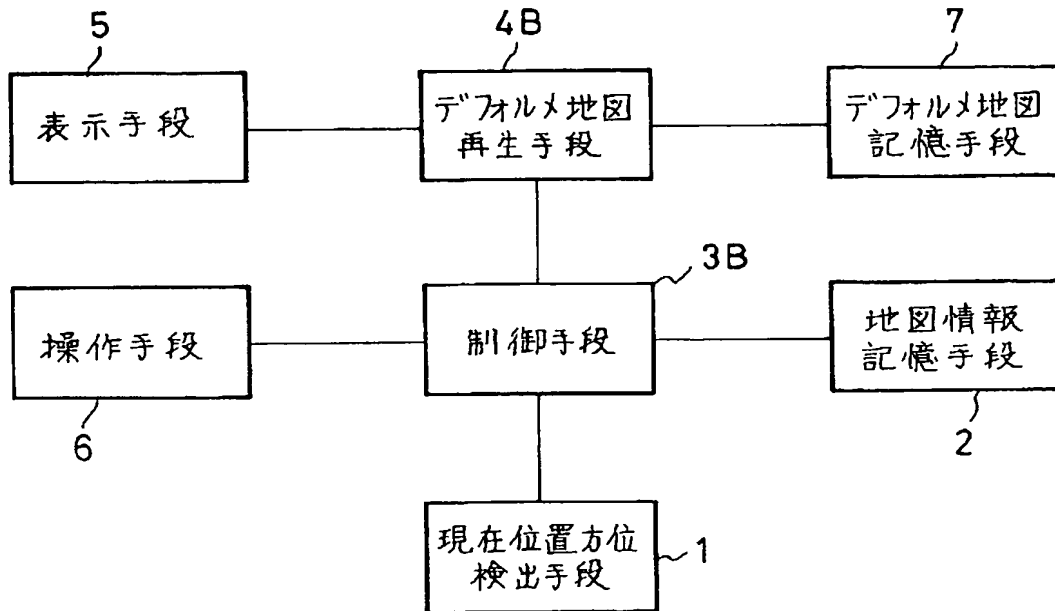 5
4B
7
表示手段
デフォルメ地図
再生手段
デフォルメ地図
記憶手段
3B
操作手段
制御手段
地図情報
記憶手段
6
2
現在位置方位
検出手段
1